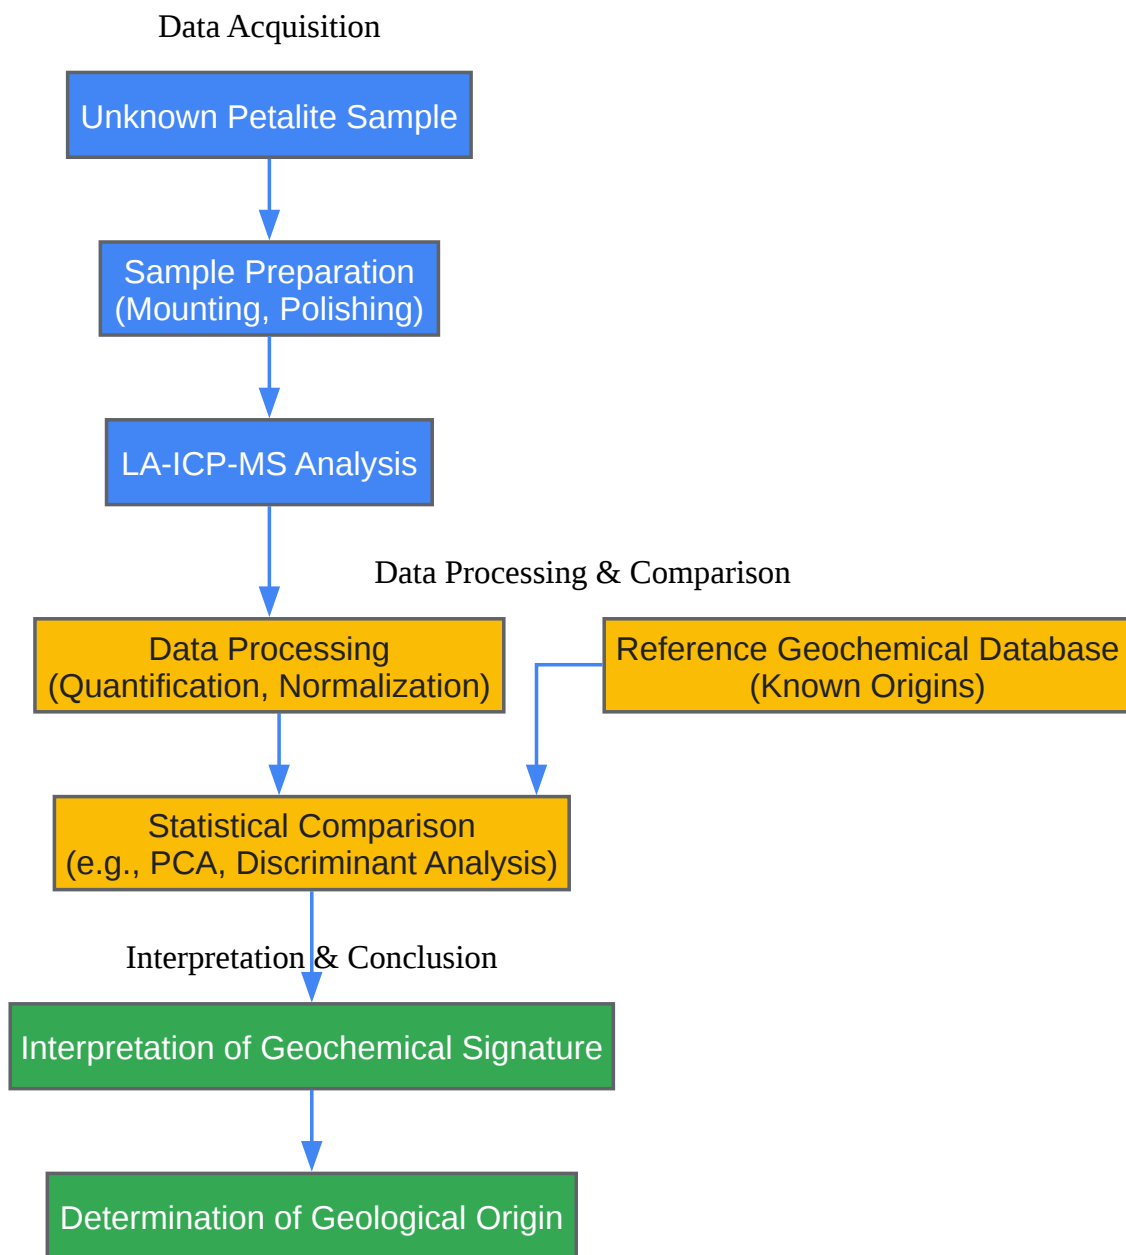 Data Acquisition
Unknown Petalite Sample
Sample Preparation
(Mounting, Polishing)
LA-ICP-MS Analysis
Data Processing & Comparison
Data Processing
(Quantification, Normalization)
Reference Geochemical Database
(Known Origins)
Statistical Comparison
(e.g., PCA, Discriminant Analysis)
Interpretation & Conclusion
Interpretation of Geochemical Signature
Determination of Geological Origin